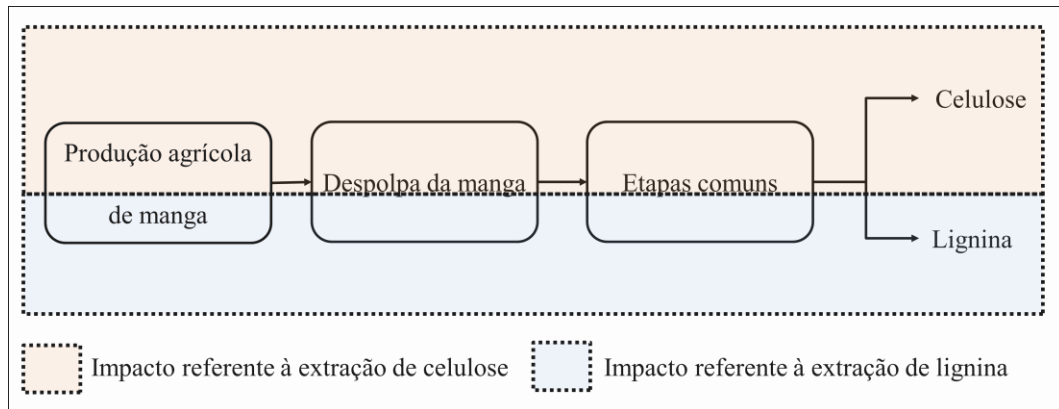 Celulose
Produção agrícola
de manga
Despolpa da manga
Etapas comuns
Lignina
Impacto referente à extração de celulose
Impacto referente à extração de lignina